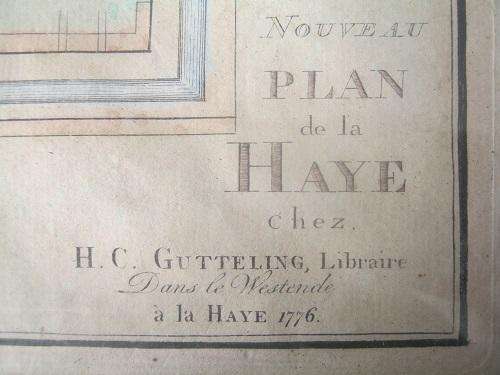 NOUVEAU
PLAN
de la
HAYE
chez.
H. C. GUTTELING, Libraire
Dans le Westende
à la HAYE 1776.